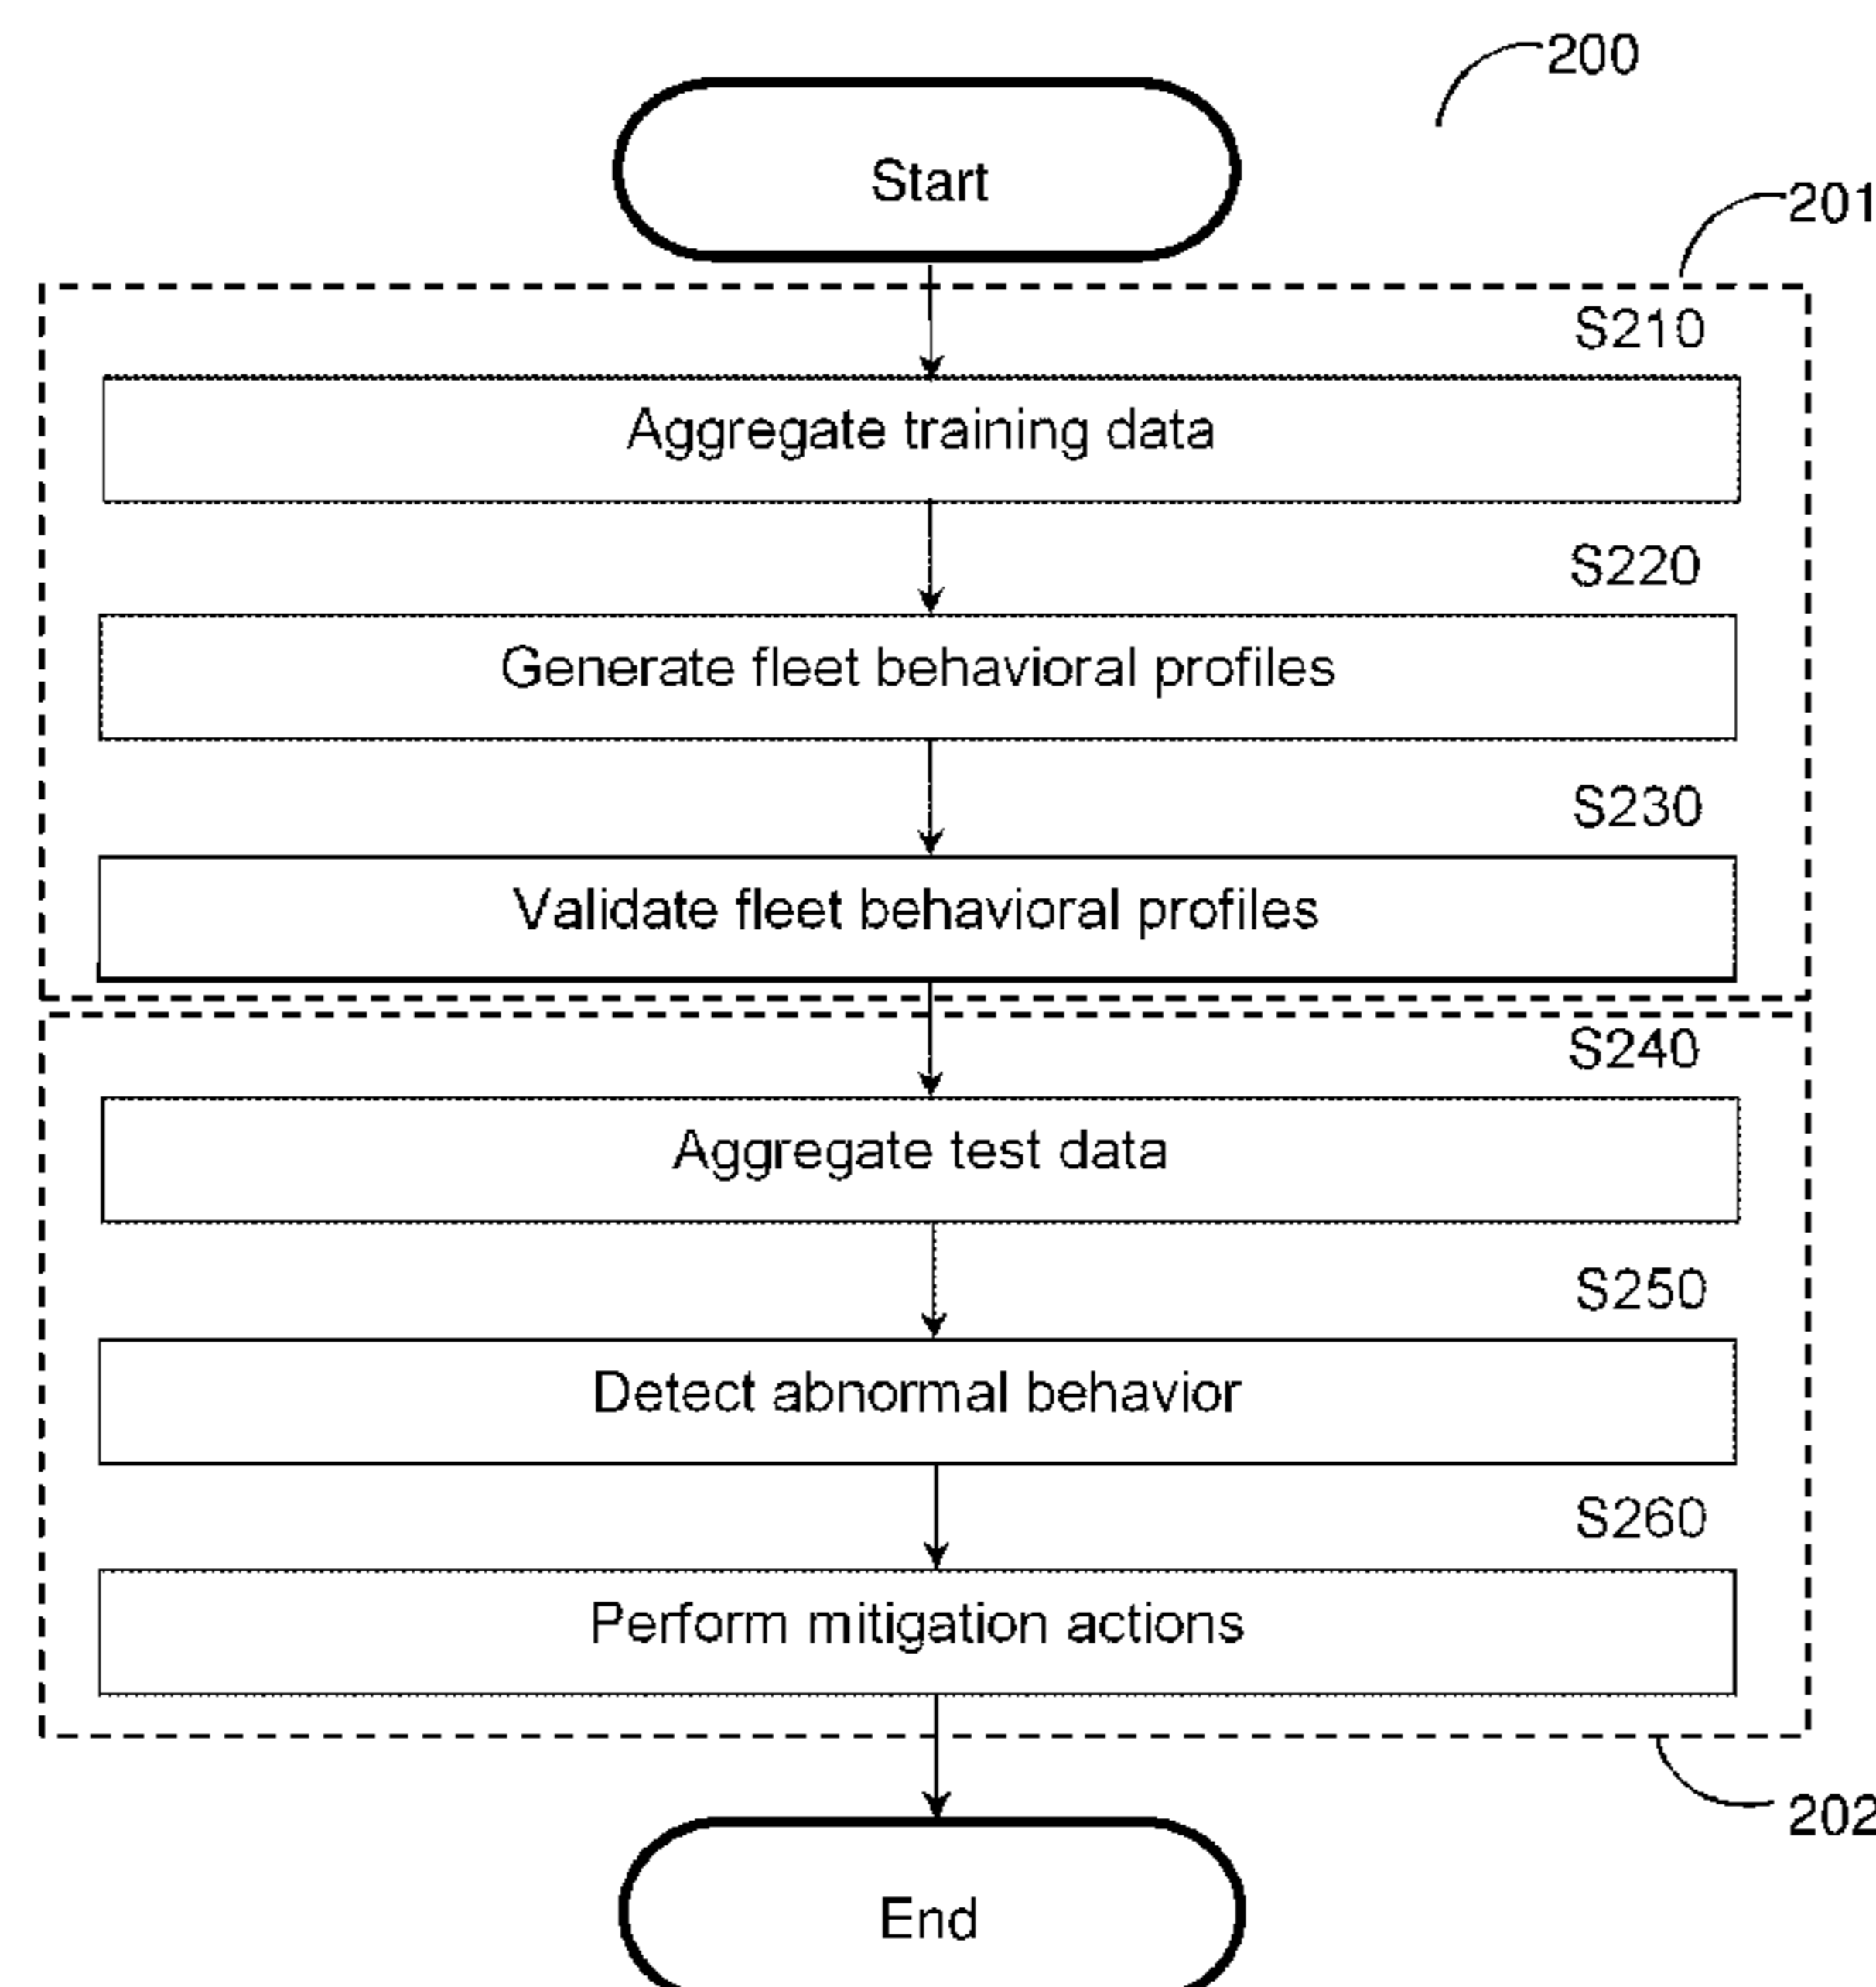 200
Start
201
S210
Aggregate training data
S220
Generate fleet behavioral profiles
S230
Validate fleet behavioral profiles
S240
Aggregate test data
S250
Detect abnormal behavior
S260
Perform mitigation actions
202
End